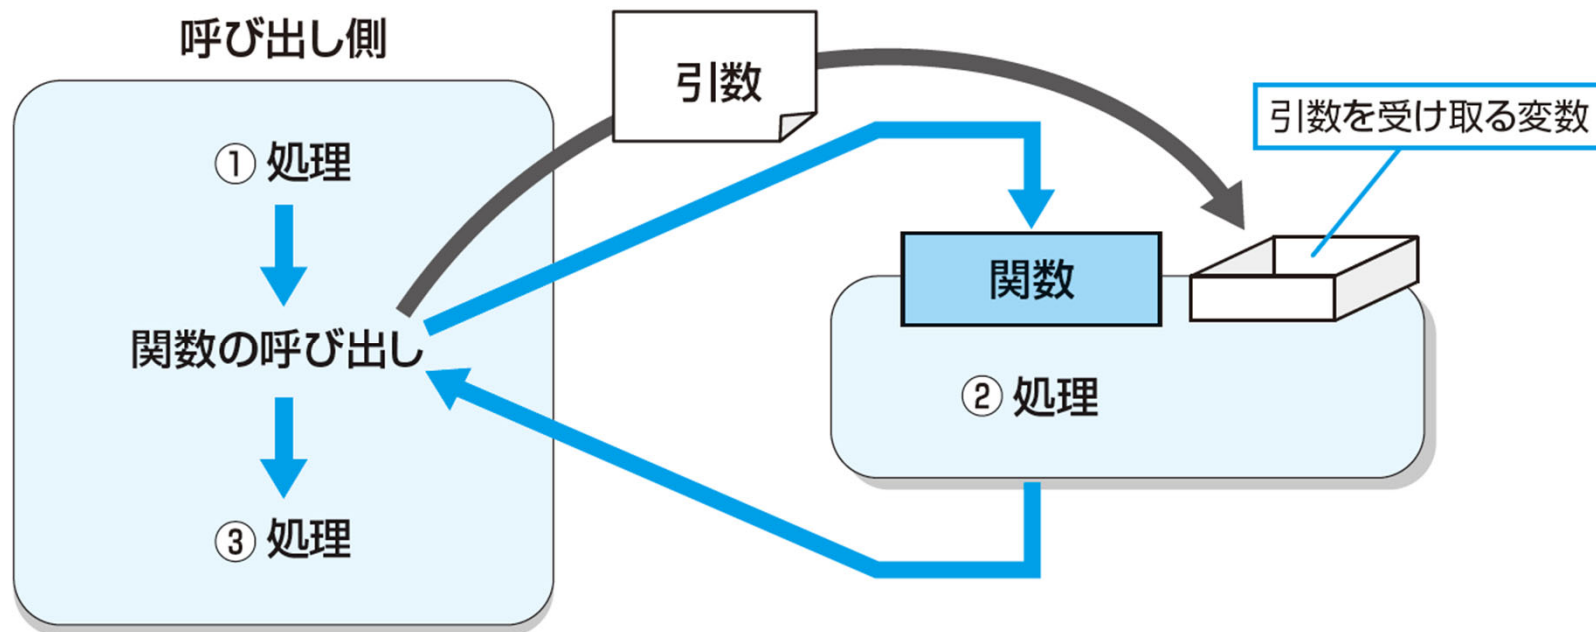 呼び出し側
引数
引数を受け取る変数
① 処理
関数の呼び出し
③ 処理
関数
② 処理